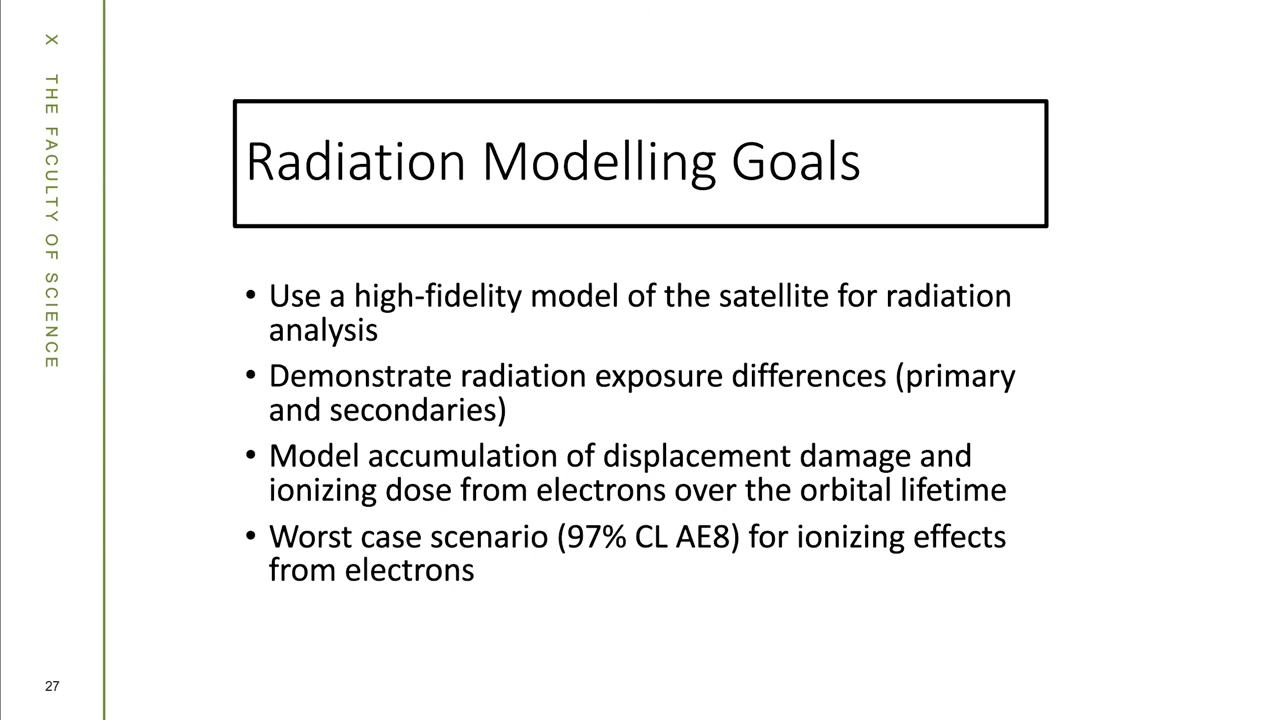 X THE FACULTY OF SCIENCE
Radiation Modelling Goals
• Use a high-fidelity model of the satellite for radiation
analysis
• Demonstrate radiation exposure differences (primary
and secondaries)
• Model accumulation of displacement damage and
ionizing dose from electrons over the orbital lifetime
• Worst case scenario (97% CL AE8) for ionizing effects
from electrons
27